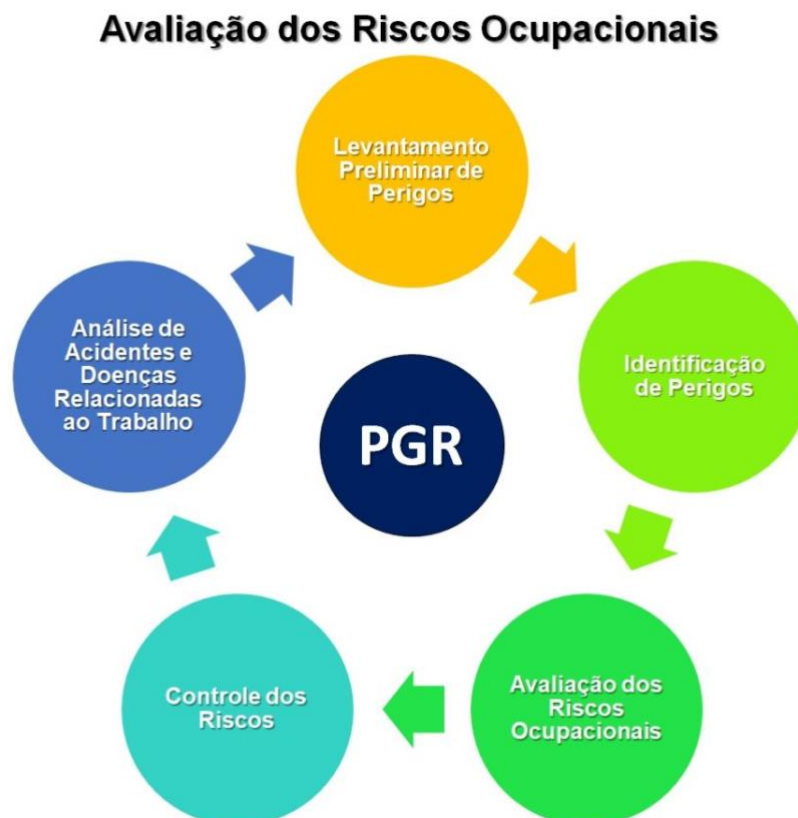 Avaliação dos Riscos Ocupacionais
Levantamento
Preliminar de
Perigos
Identificação
de Perigos
Avaliação dos
Riscos
Ocupacionais
Controle dos
Riscos
Análise de
Acidentes e
Doenças
Relacionadas
ao Trabalho
PGR